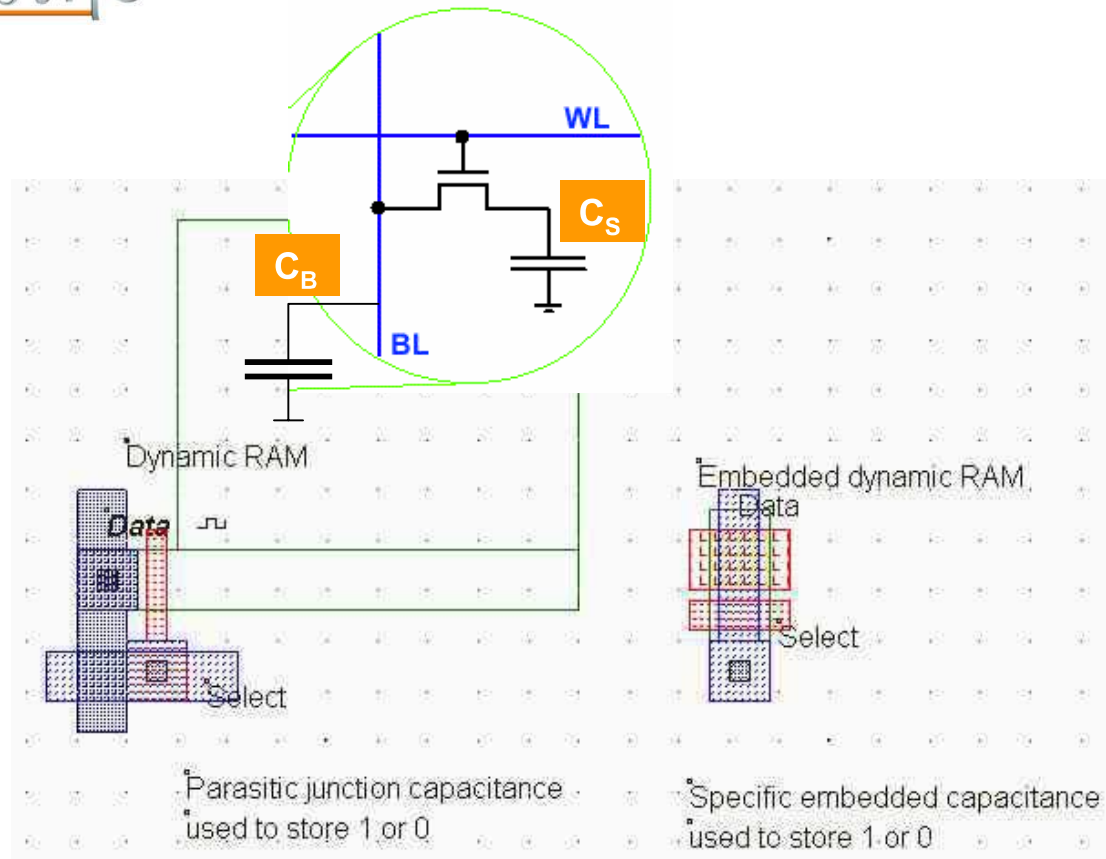 WL
C_S
C_B
BL
Dynamic RAM
Data
Select
Embedded dynamic RAM
Data
Select
Parasitic junction capacitance
used to store 1 or 0
Specific embedded capacitance
used to store 1 or 0